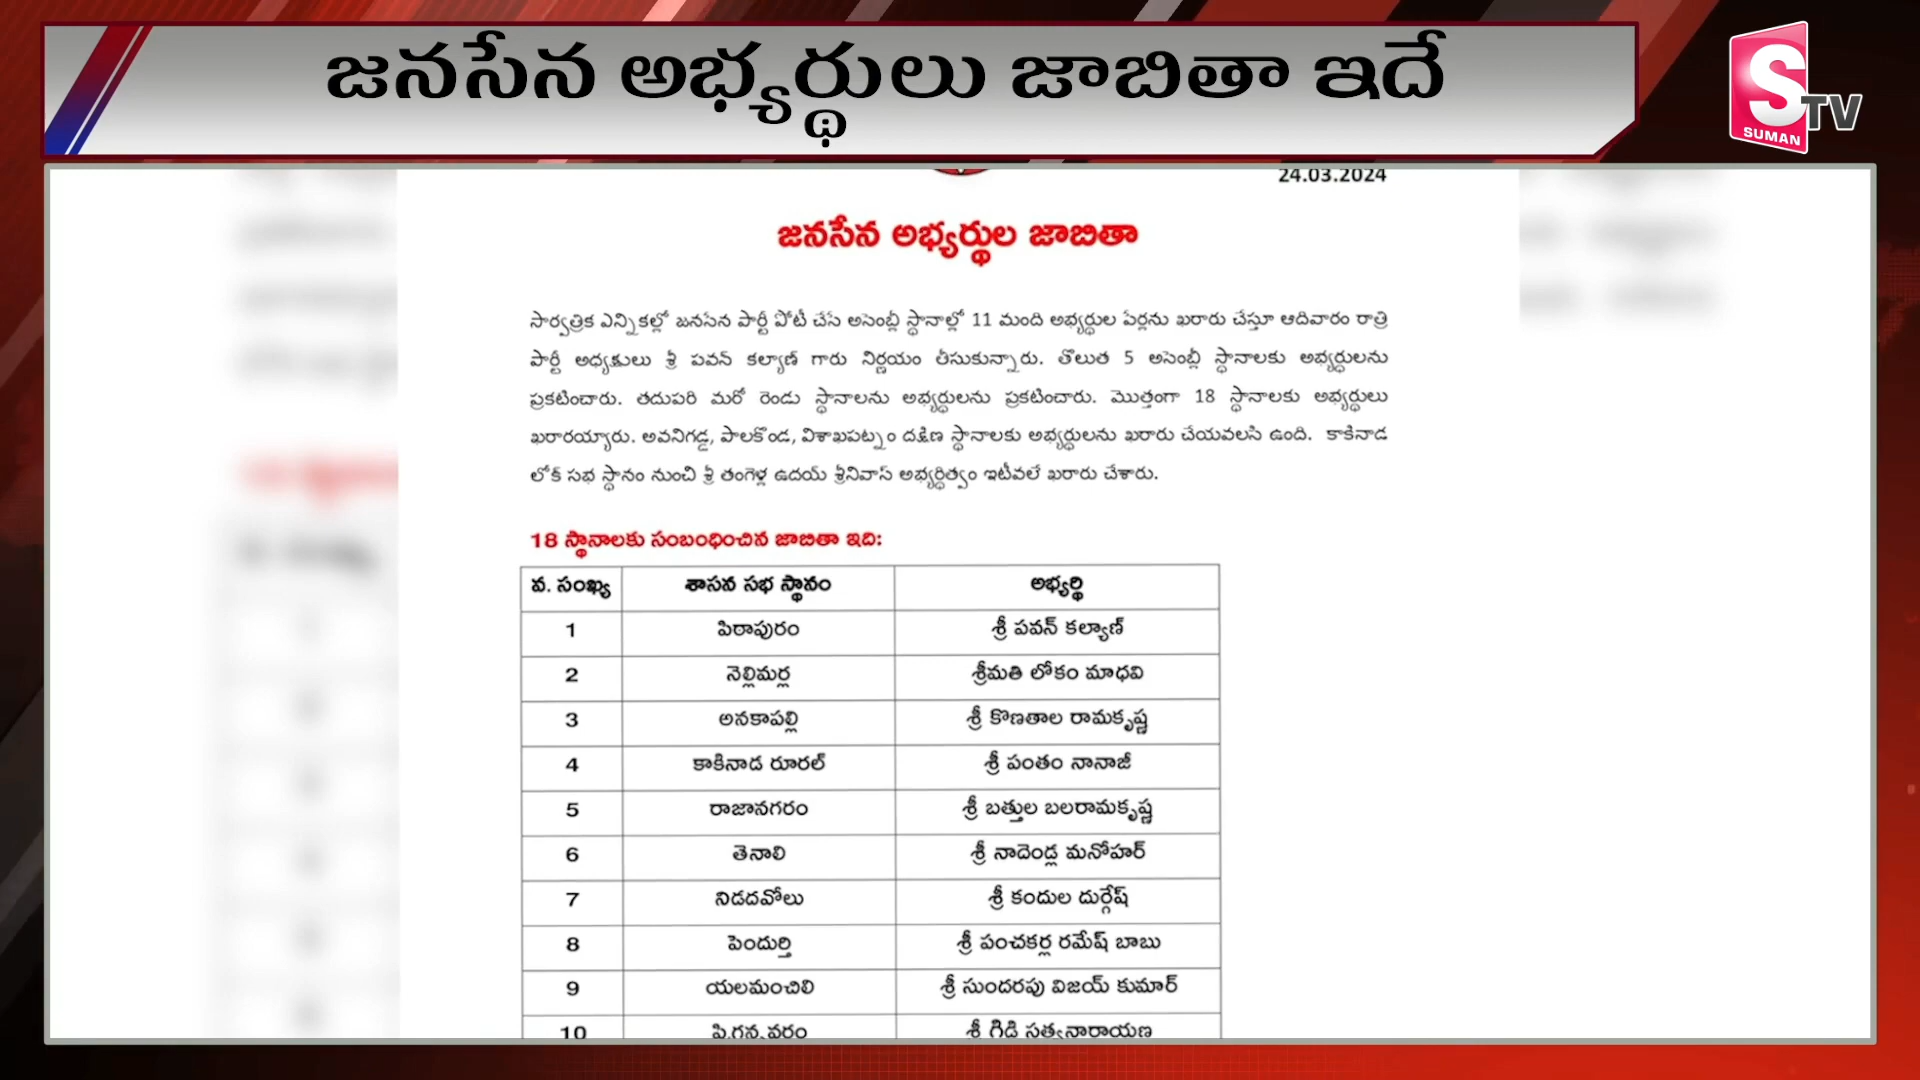 జనసేన అభ్యర్థులు జాబితా ఇదే
S TV
SUMAN
24.03.2024
జనసేన అభ్యర్థుల జాబితా
సార్వత్రిక ఎన్నికల్లో జనసేన పార్టీ పోటీ చేసే అసెంబ్లీ స్థానాల్లో 11 మంది అభ్యర్థుల పేర్లను ఖరారు చేస్తూ ఆదివారం రాత్రి
పార్టీ అధ్యక్షులు శ్రీ పవన్ కల్యాణ్ గారు నిర్ణయం తీసుకున్నారు. తొలుత 5 అసెంబ్లీ స్థానాలకు అభ్యర్థులను
ప్రకటించారు. తదుపరి మరో రెండు స్థానాలను అభ్యర్థులను ప్రకటించారు. మొత్తంగా 18 స్థానాలకు అభ్యర్థులు
ఖరారయ్యారు. అవనిగడ్డ, పాలకొండ, విశాఖపట్నం దక్షిణ స్థానాలకు అభ్యర్థులను ఖరారు చేయవలసి ఉంది. కాకినాడ
లోక్ సభ స్థానం నుంచి శ్రీ తంగెళ్ల ఉదయ్ శ్రీనివాస్ అభ్యర్థిత్వం ఇటీవలే ఖరారు చేశారు.
18 స్థానాలకు సంబంధించిన జాబితా ఇది:
వ. సంఖ్య శాసన సభ స్థానం అభ్యర్థి
1 పిఠాపురం శ్రీ పవన్ కల్యాణ్
2 నెల్లిమర్ల శ్రీమతి లోకం మాధవి
3 అనకాపల్లి శ్రీ కొణతాల రామకృష్ణ
4 కాకినాడ రూరల్ శ్రీ పంతం నానాజీ
5 రాజానగరం శ్రీ బత్తుల బలరామకృష్ణ
6 తెనాలి శ్రీ నాదెండ్ల మనోహర్
7 నిడదవోలు శ్రీ కందుల దుర్గేష్
8 పెందుర్తి శ్రీ పంచకర్ల రమేష్ బాబు
9 యలమంచిలి శ్రీ సుందరపు విజయ్ కుమార్
10 పి.గన్నవరం శ్రీ గిడ్డి సత్యనారాయణ